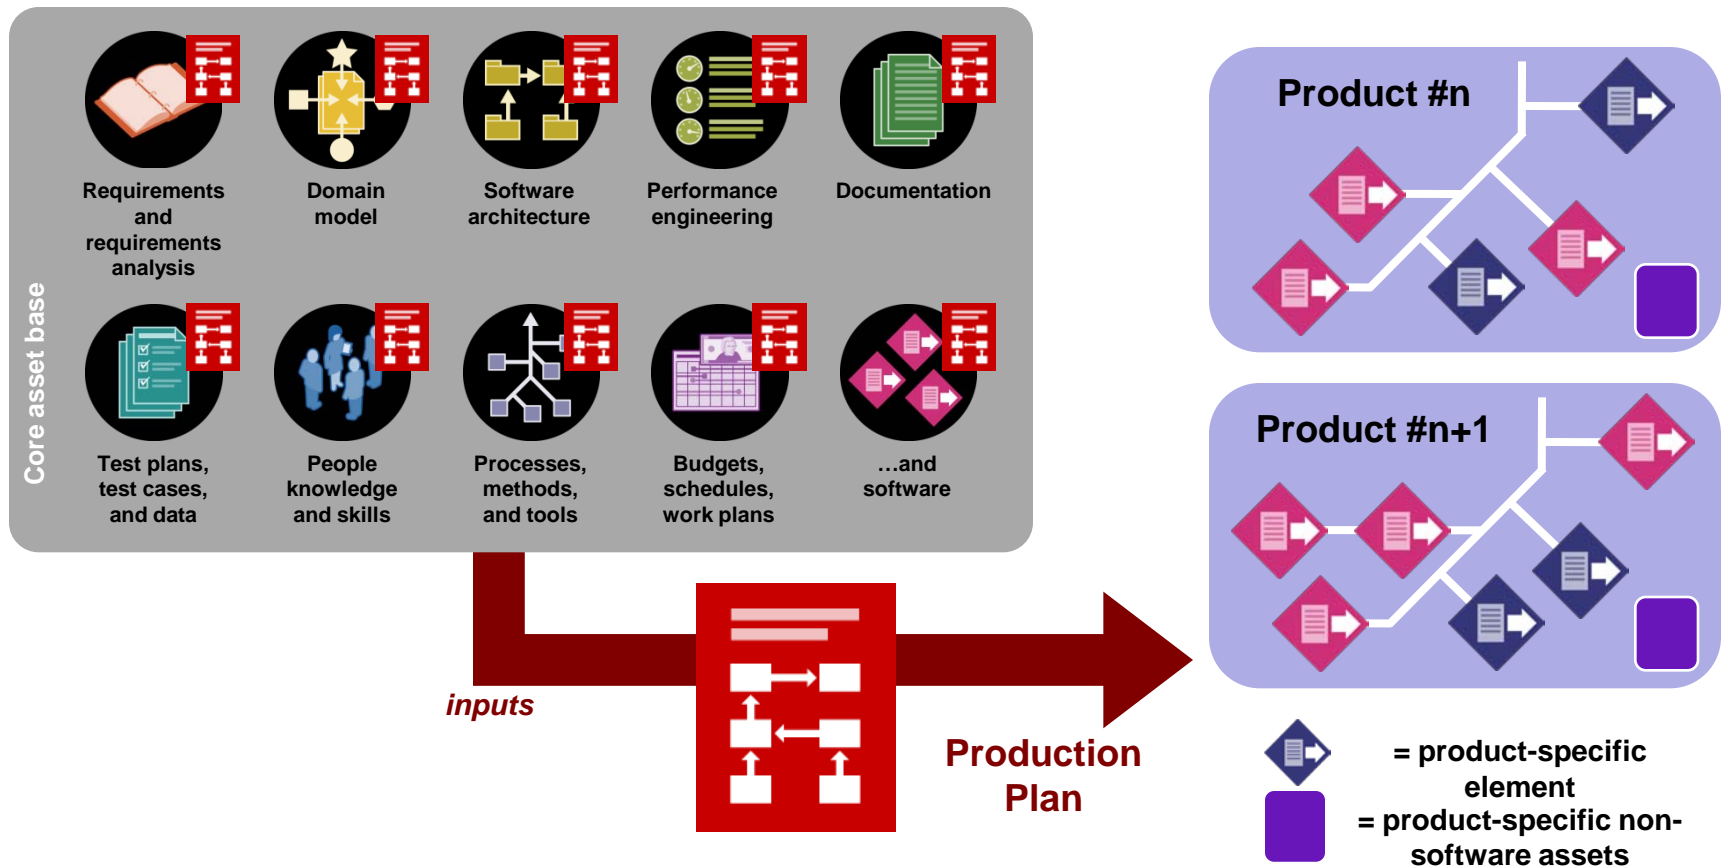 Requirements
and
requirements
analysis
Domain
model
Software
architecture
Performance
engineering
Documentation
Core asset base
Test plans,
test cases,
and data
People
knowledge
and skills
Processes,
methods,
and tools
Budgets,
schedules,
work plans
…and
software
inputs
Production
Plan
Product #n
Product #n+1
= product-specific
element
= product-specific non-
software assets